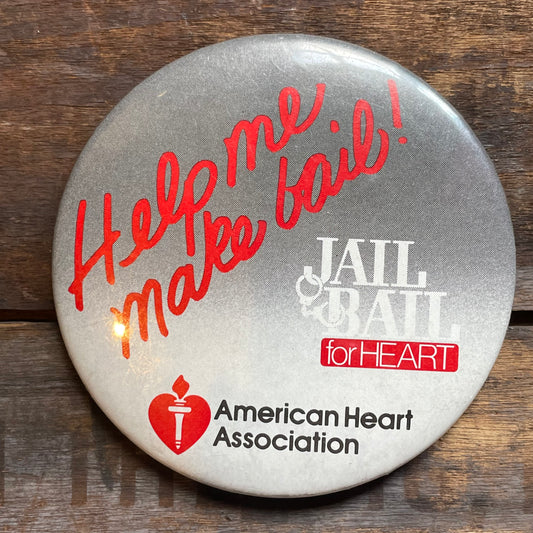 Help me
make bail!
JAIL
& BAIL
for HEART
American Heart
Association